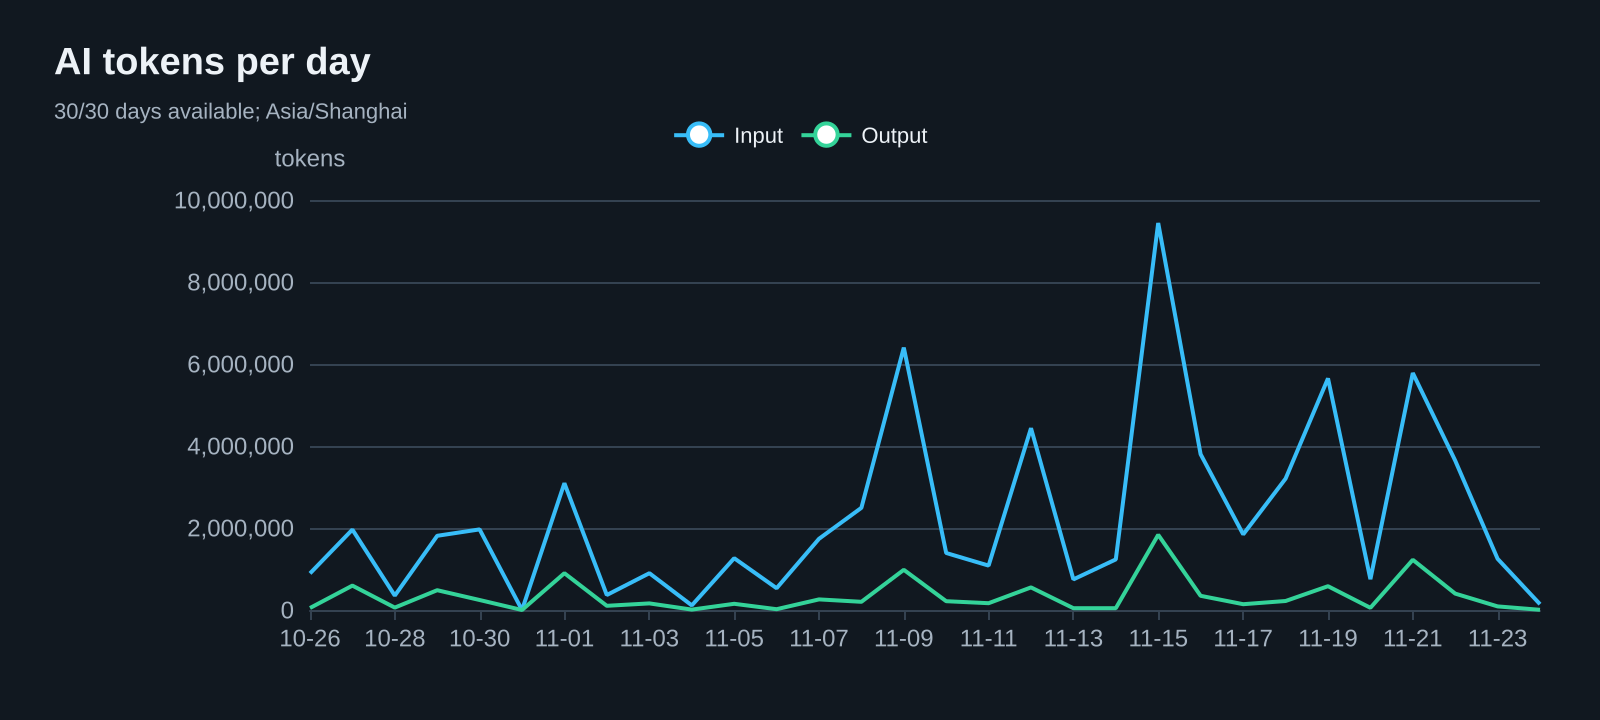 AI tokens per day
30/30 days available; Asia/Shanghai
Input Output
tokens
10,000,000
8,000,000
6,000,000
4,000,000
2,000,000
0
10-26 10-28 10-30 11-01 11-03 11-05 11-07 11-09 11-11 11-13 11-15 11-17 11-19 11-21 11-23